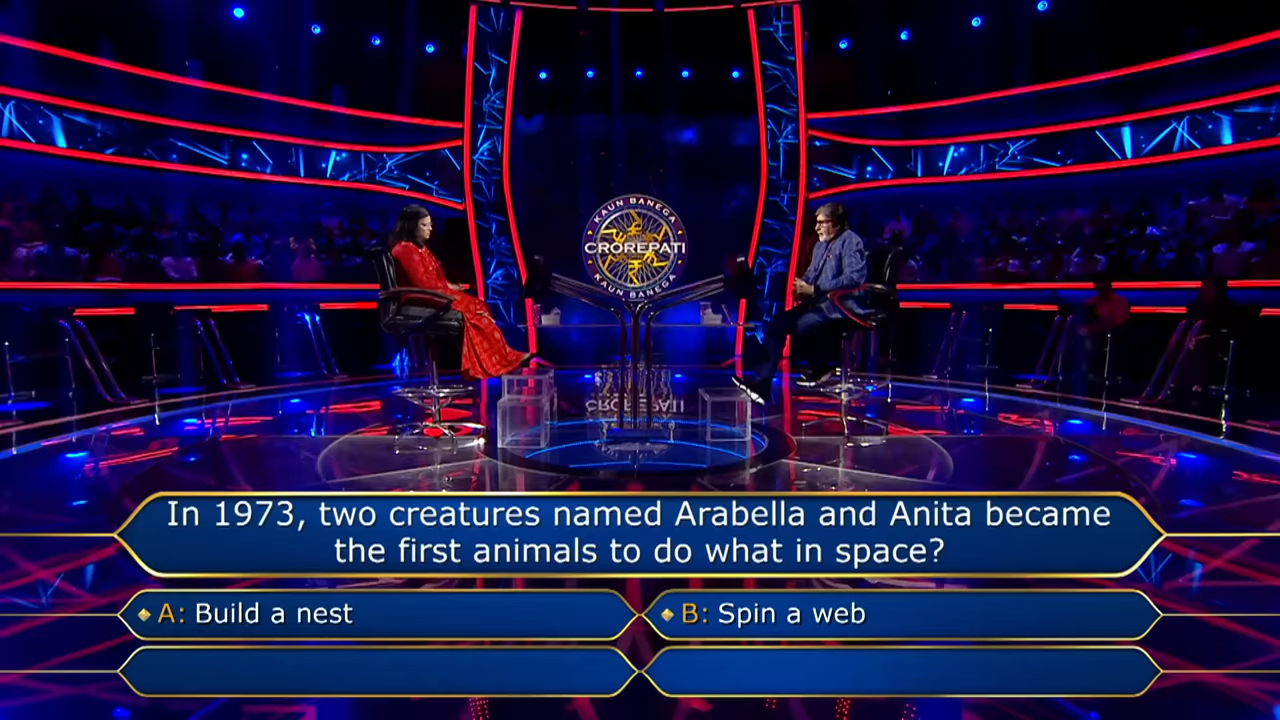 KAUN BANEGA
CROREPATI
KAUN BANEGA
In 1973, two creatures named Arabella and Anita became
the first animals to do what in space?
A: Build a nest
B: Spin a web